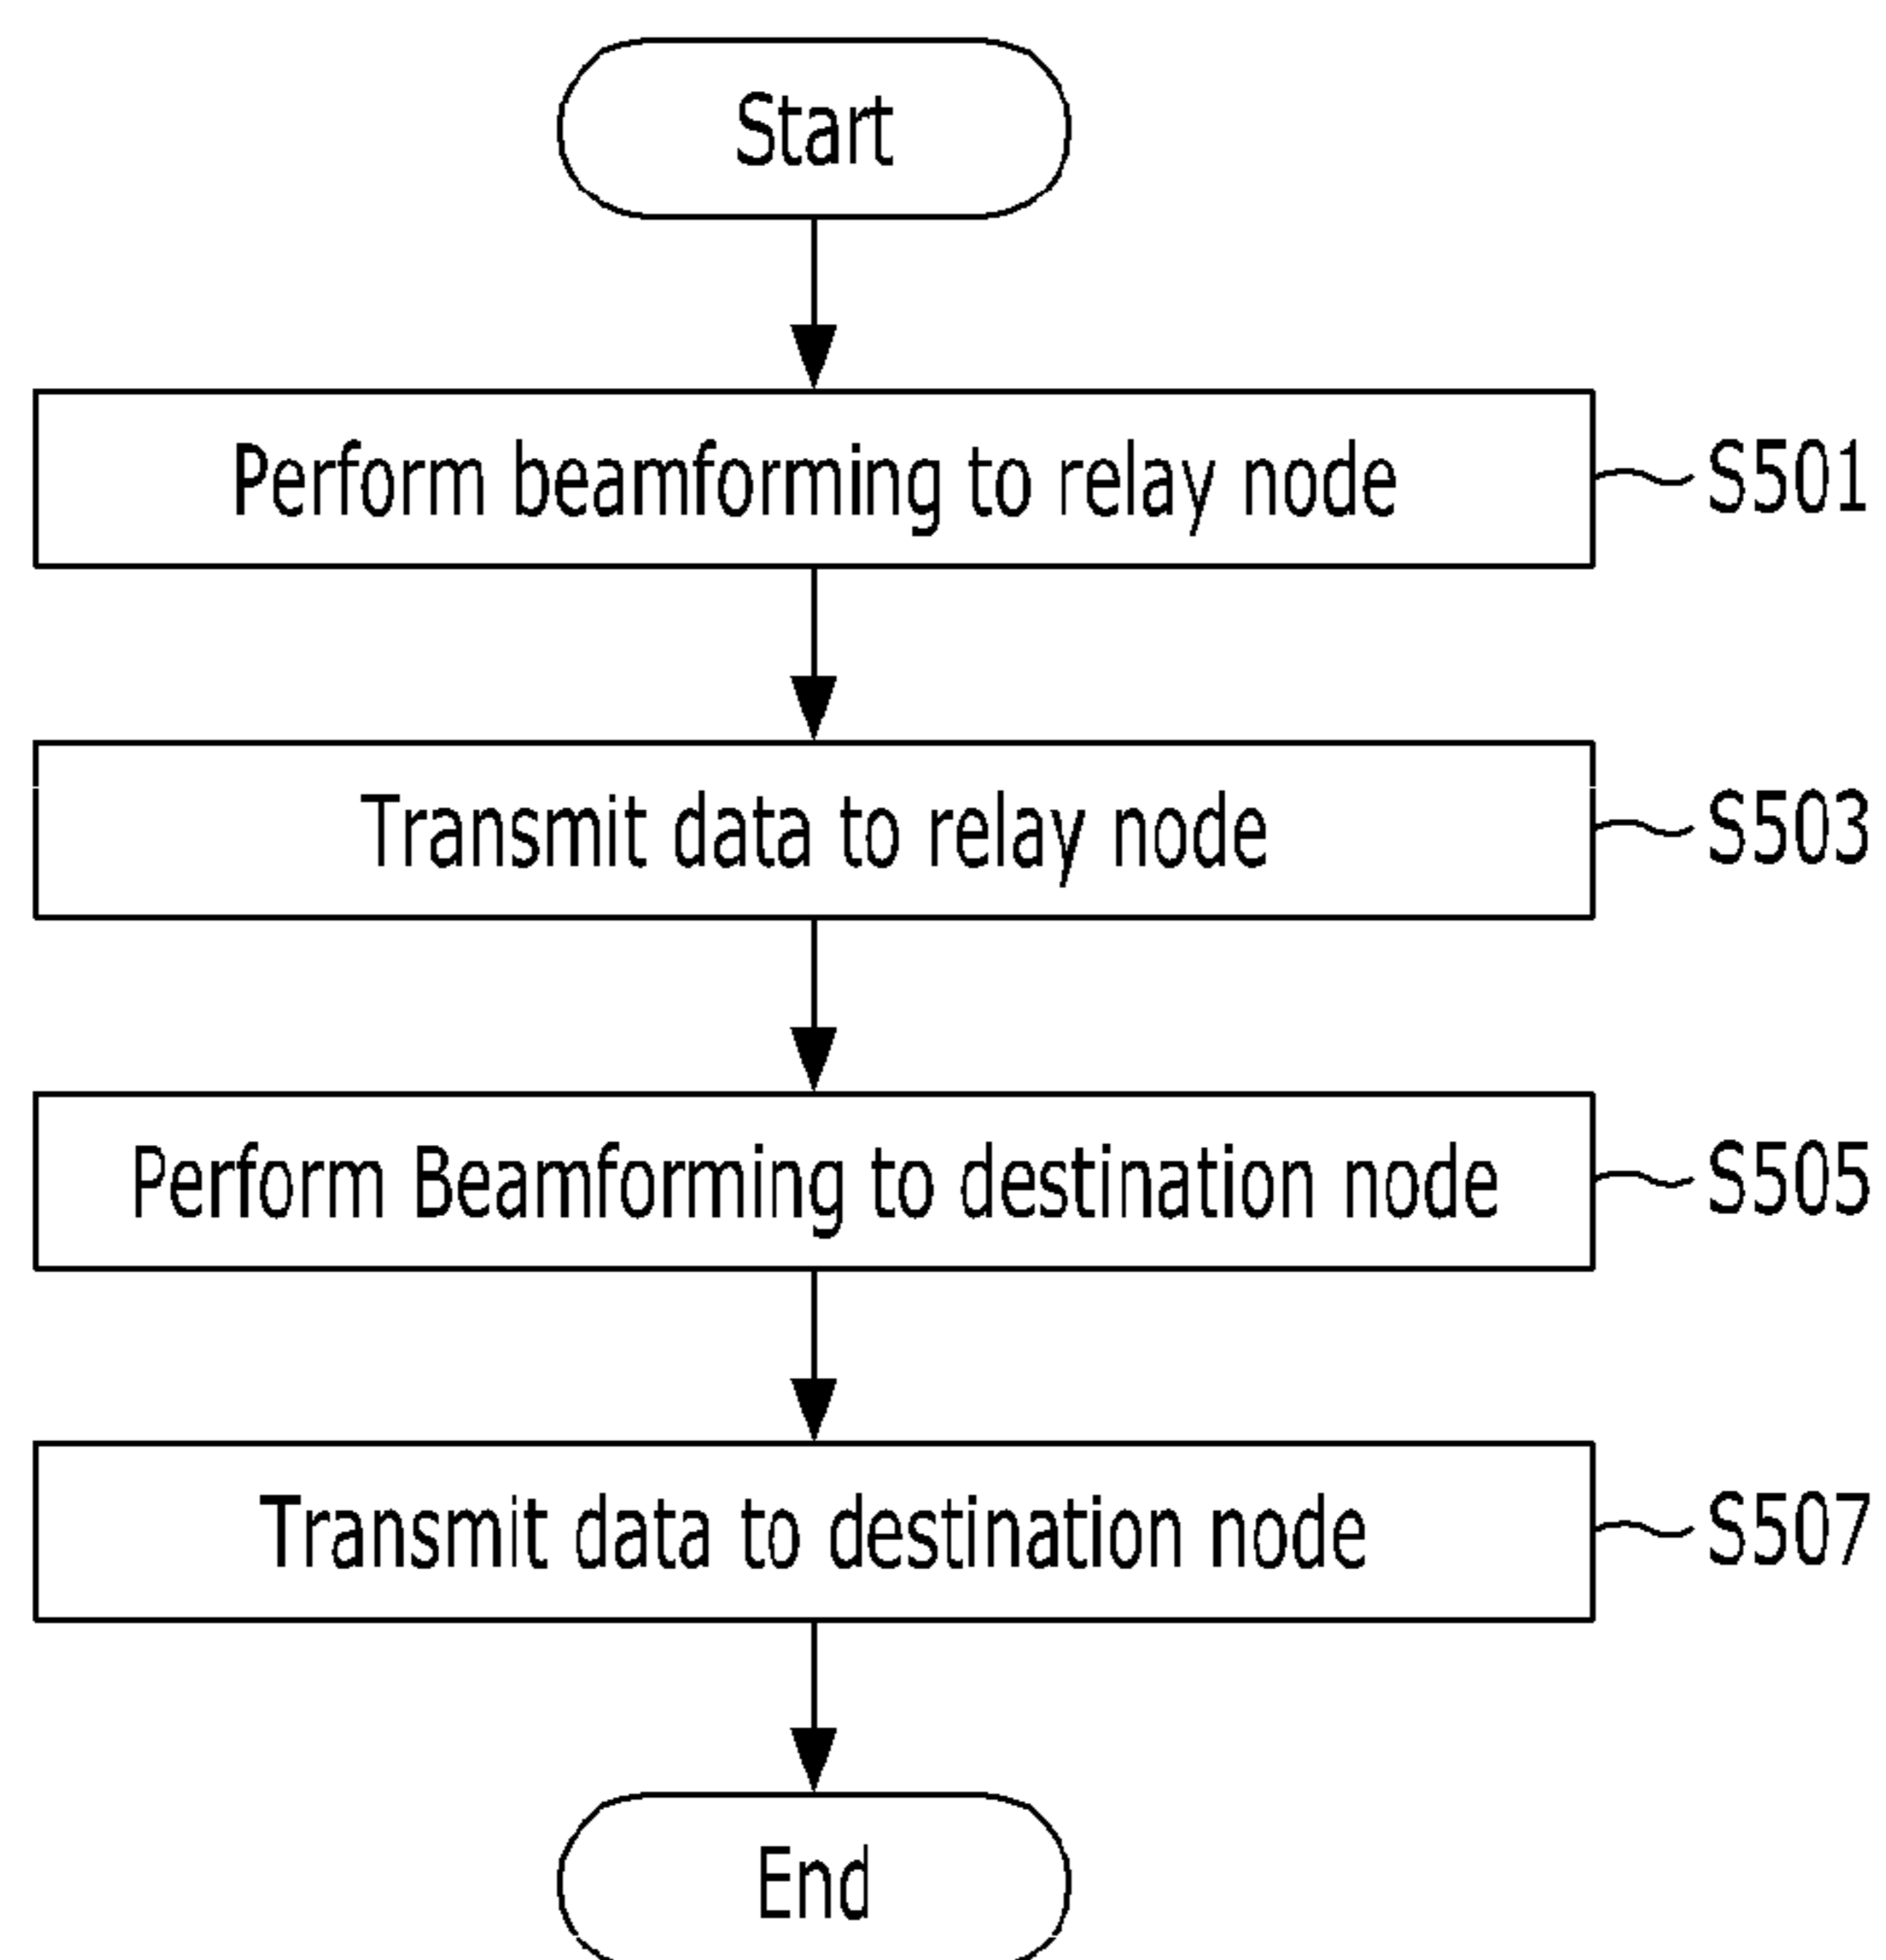 Start
Perform beamforming to relay node
S501
Transmit data to relay node
S503
Perform Beamforming to destination node
S505
Transmit data to destination node
S507
End